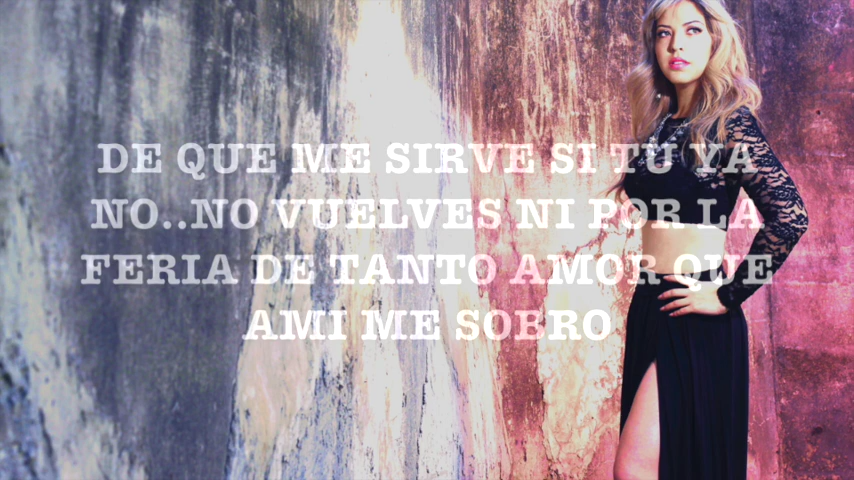 DE QUE ME SIRVE SI TÚ YA
NO..NO VUELVES NI POR LA
FERIA DE TANTO AMOR QUE
AMI ME SOBRO